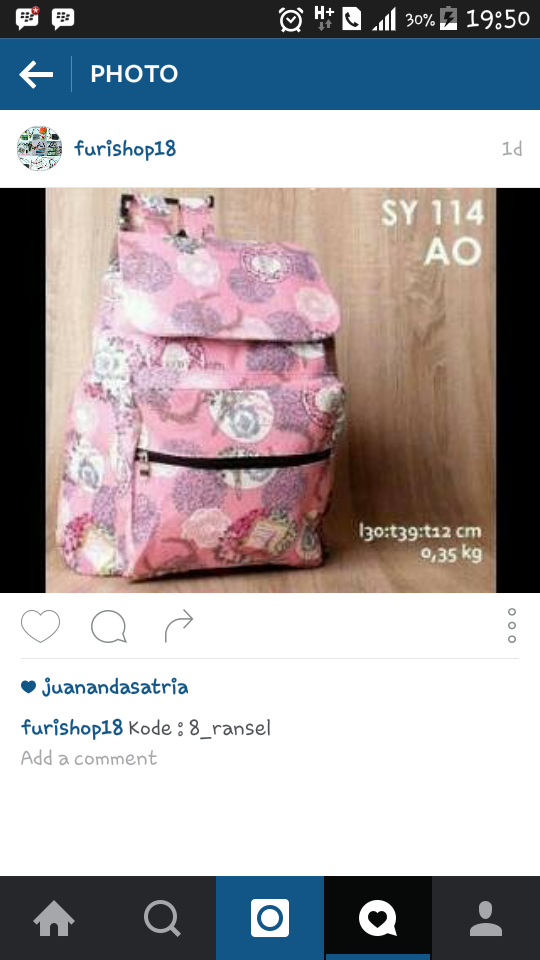 H+
30%
19:50
PHOTO
furishop18
1d
SY 114
AO
l30:t39:t12 cm
0,35 kg
juanandasatria
furishop18 Kode : 8_ransel
Add a comment